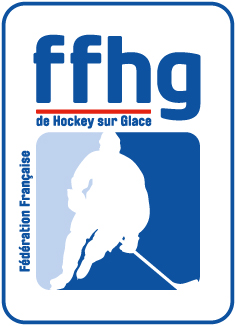 ffhg
de Hockey sur Glace
Fédération Française